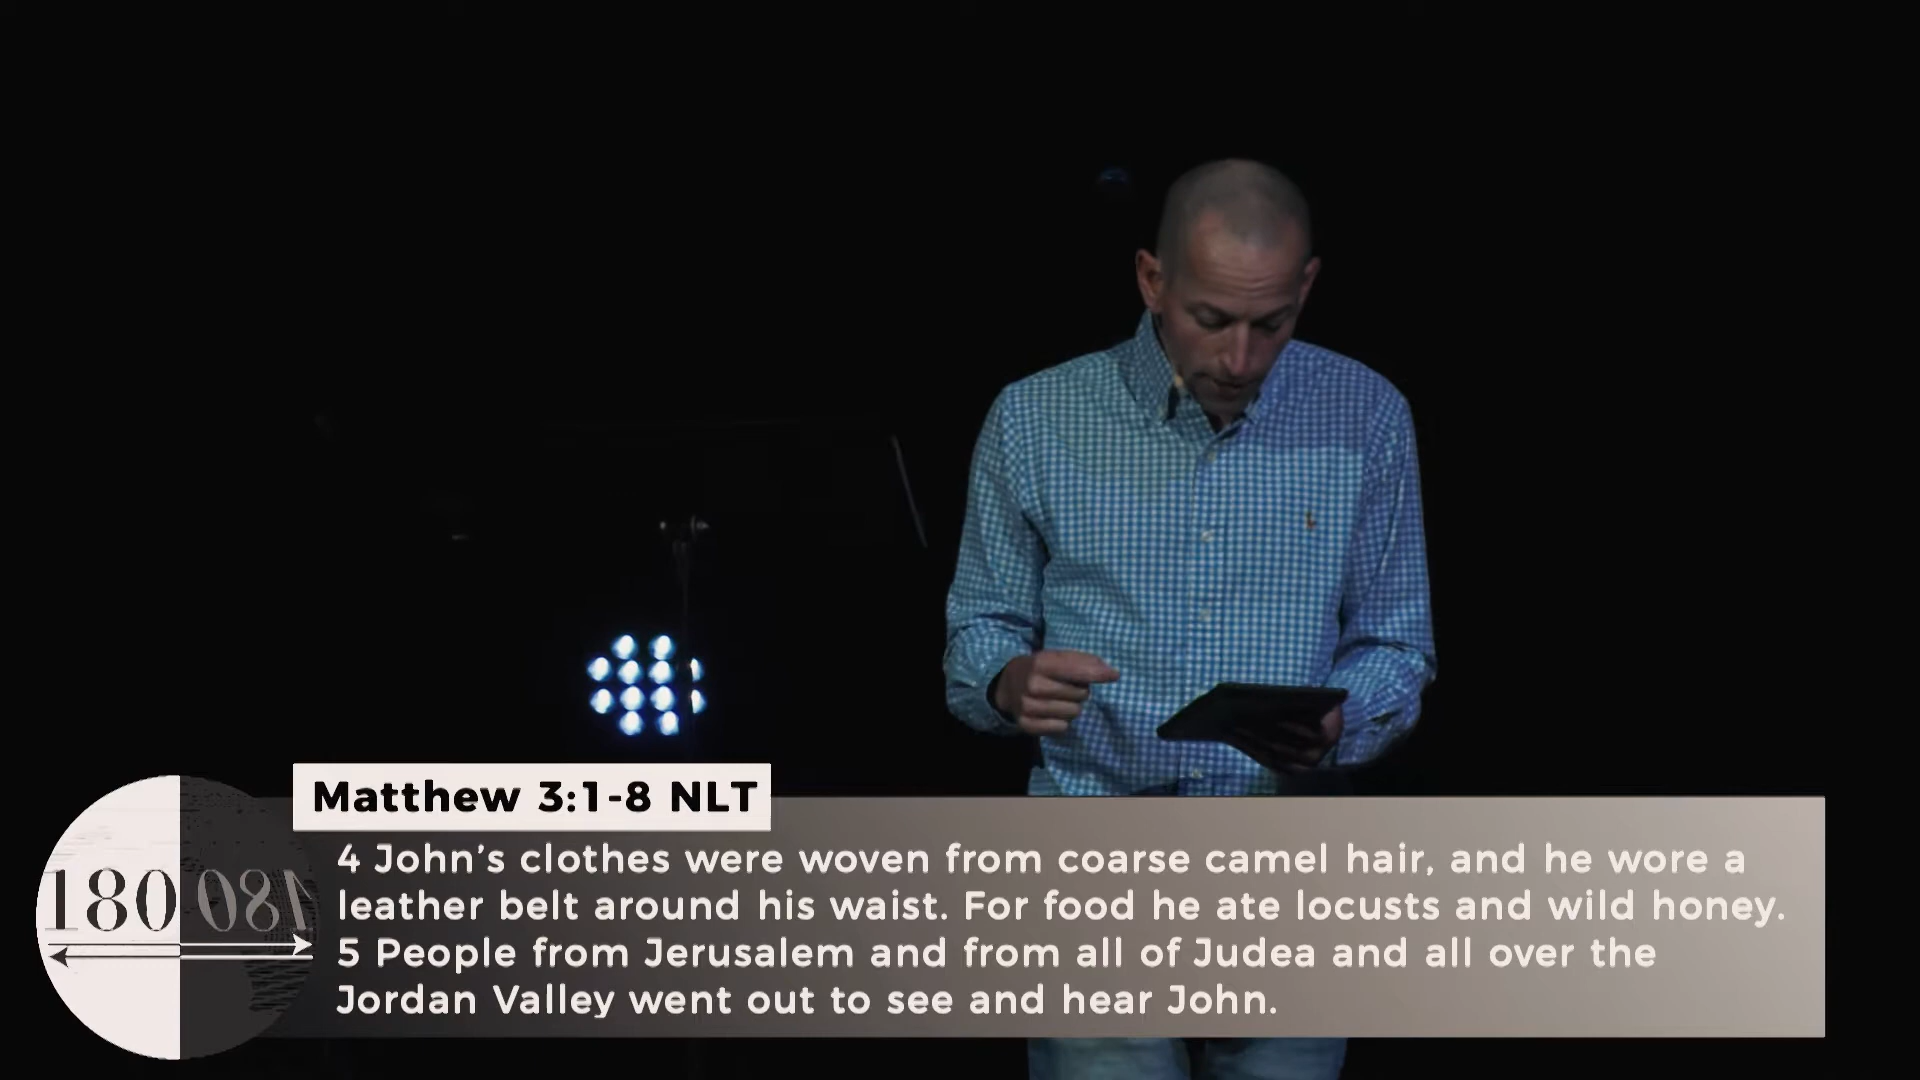 Matthew 3:1-8 NLT
4 John's clothes were woven from coarse camel hair, and he wore a
leather belt around his waist. For food he ate locusts and wild honey.
5 People from Jerusalem and from all of Judea and all over the
Jordan Valley went out to see and hear John.
180 180